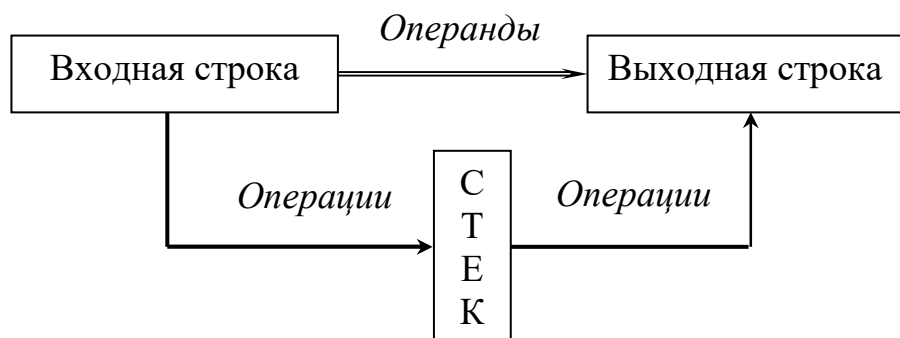 Операнды
Входная строка
Выходная строка
Операции
С
Т
Е
К
Операции